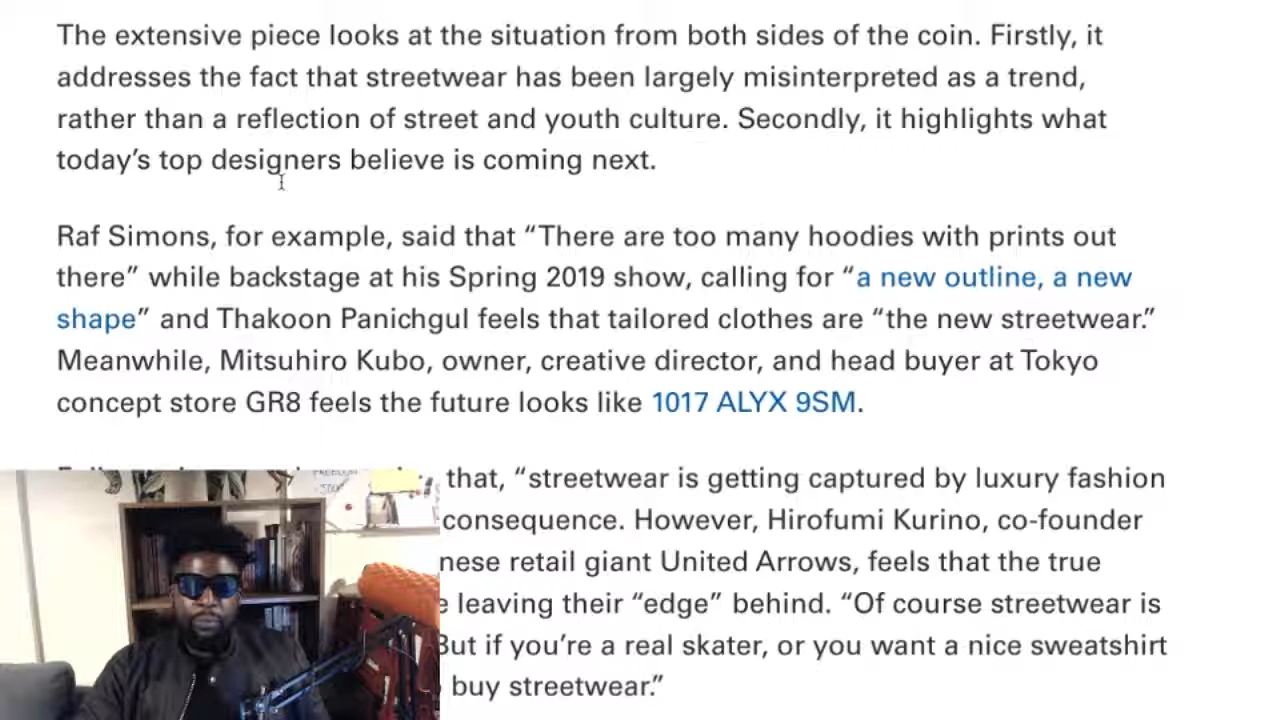 The extensive piece looks at the situation from both sides of the coin. Firstly, it
addresses the fact that streetwear has been largely misinterpreted as a trend,
rather than a reflection of street and youth culture. Secondly, it highlights what
today’s top designers believe is coming next.
Raf Simons, for example, said that “There are too many hoodies with prints out
there” while backstage at his Spring 2019 show, calling for “a new outline, a new
shape” and Thakoon Panichgul feels that tailored clothes are “the new streetwear.”
Meanwhile, Mitsuhiro Kubo, owner, creative director, and head buyer at Tokyo
concept store GR8 feels the future looks like 1017 ALYX 9SM.
that, “streetwear is getting captured by luxury fashion
consequence. However, Hirofumi Kurino, co-founder
nese retail giant United Arrows, feels that the true
leaving their “edge” behind. “Of course streetwear is
But if you’re a real skater, or you want a nice sweatshirt
buy streetwear.”